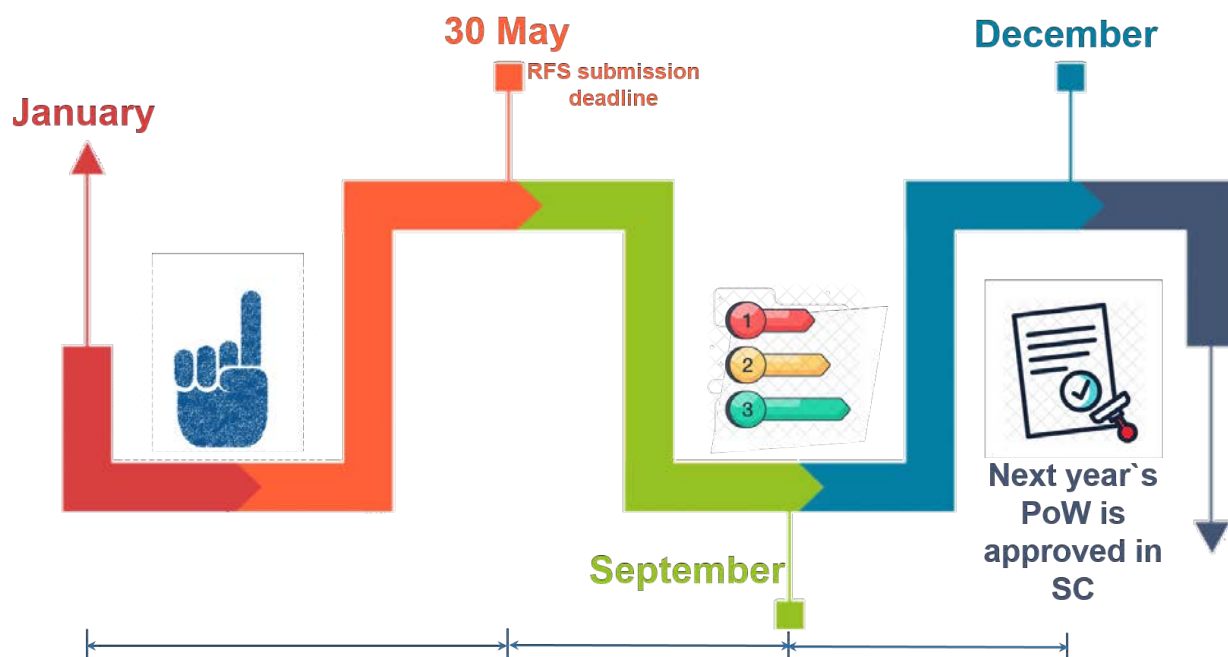 January
30 May
RFS submission
deadline
December
1
2
3
September
Next year`s
PoW is
approved in
SC